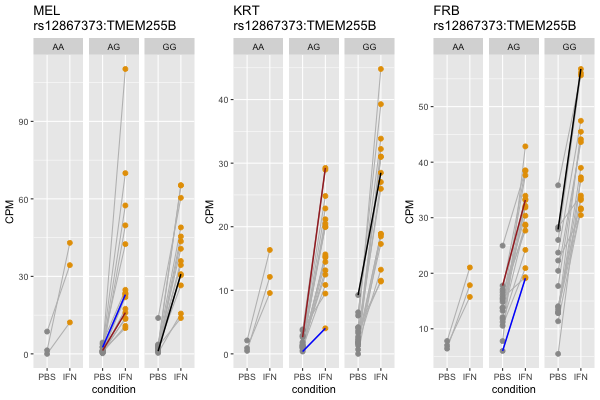 MEL
rs12867373:TMEM255B
AA AG GG
CPM
90
60
30
0
PBS IFN PBS IFN PBS IFN
condition
KRT
rs12867373:TMEM255B
AA AG GG
CPM
40
30
20
10
0
PBS IFN PBS IFN PBS IFN
condition
FRB
rs12867373:TMEM255B
AA AG GG
CPM
50
40
30
20
10
PBS IFN PBS IFN PBS IFN
condition